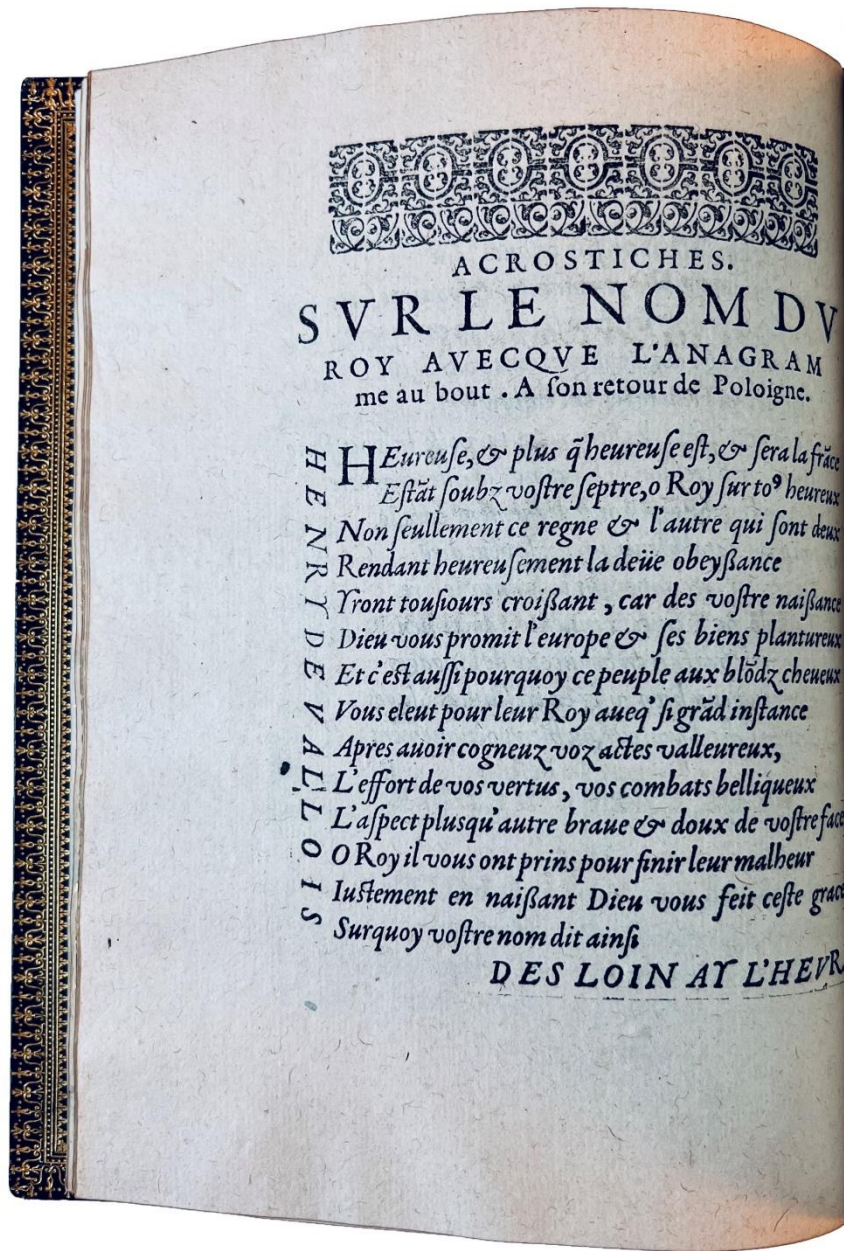 ACROSTICHES.
SVR LE NOM DV
ROY AVECQVE L'ANAGRAM
me au bout . A ſon retour de Poloigne.
HENRY DE VALLOIS
HEureuſe, & plus q̃ heureuſe eſt, & ſera la frãce
Eſtãt ſoubz voſtre ſeptre, o Roy ſur toꝰ heureux
Non ſeullement ce regne & l'autre qui ſont deux
Rendant heureuſement la deüe obeyßance
Yront touſiours croißant , car des voſtre naißance
Dieu vous promit l'europe & ſes biens plantureux
Et c'eſt auſſi pourquoy ce peuple aux blõdz cheueux
Vous eleut pour leur Roy aueq' ſi grãd inſtance
Apres auoir cogneuz voz actes valleureux,
L'effort de vos vertus, vos combats belliqueux
L'aſpect plusqu'autre braue & doux de voſtre face
O Roy il vous ont prins pour finir leur malheur
Iuſtement en naißant Dieu vous feit ceſte grace
Surquoy voſtre nom dit ainſi
DES LOIN AY L'HEVR